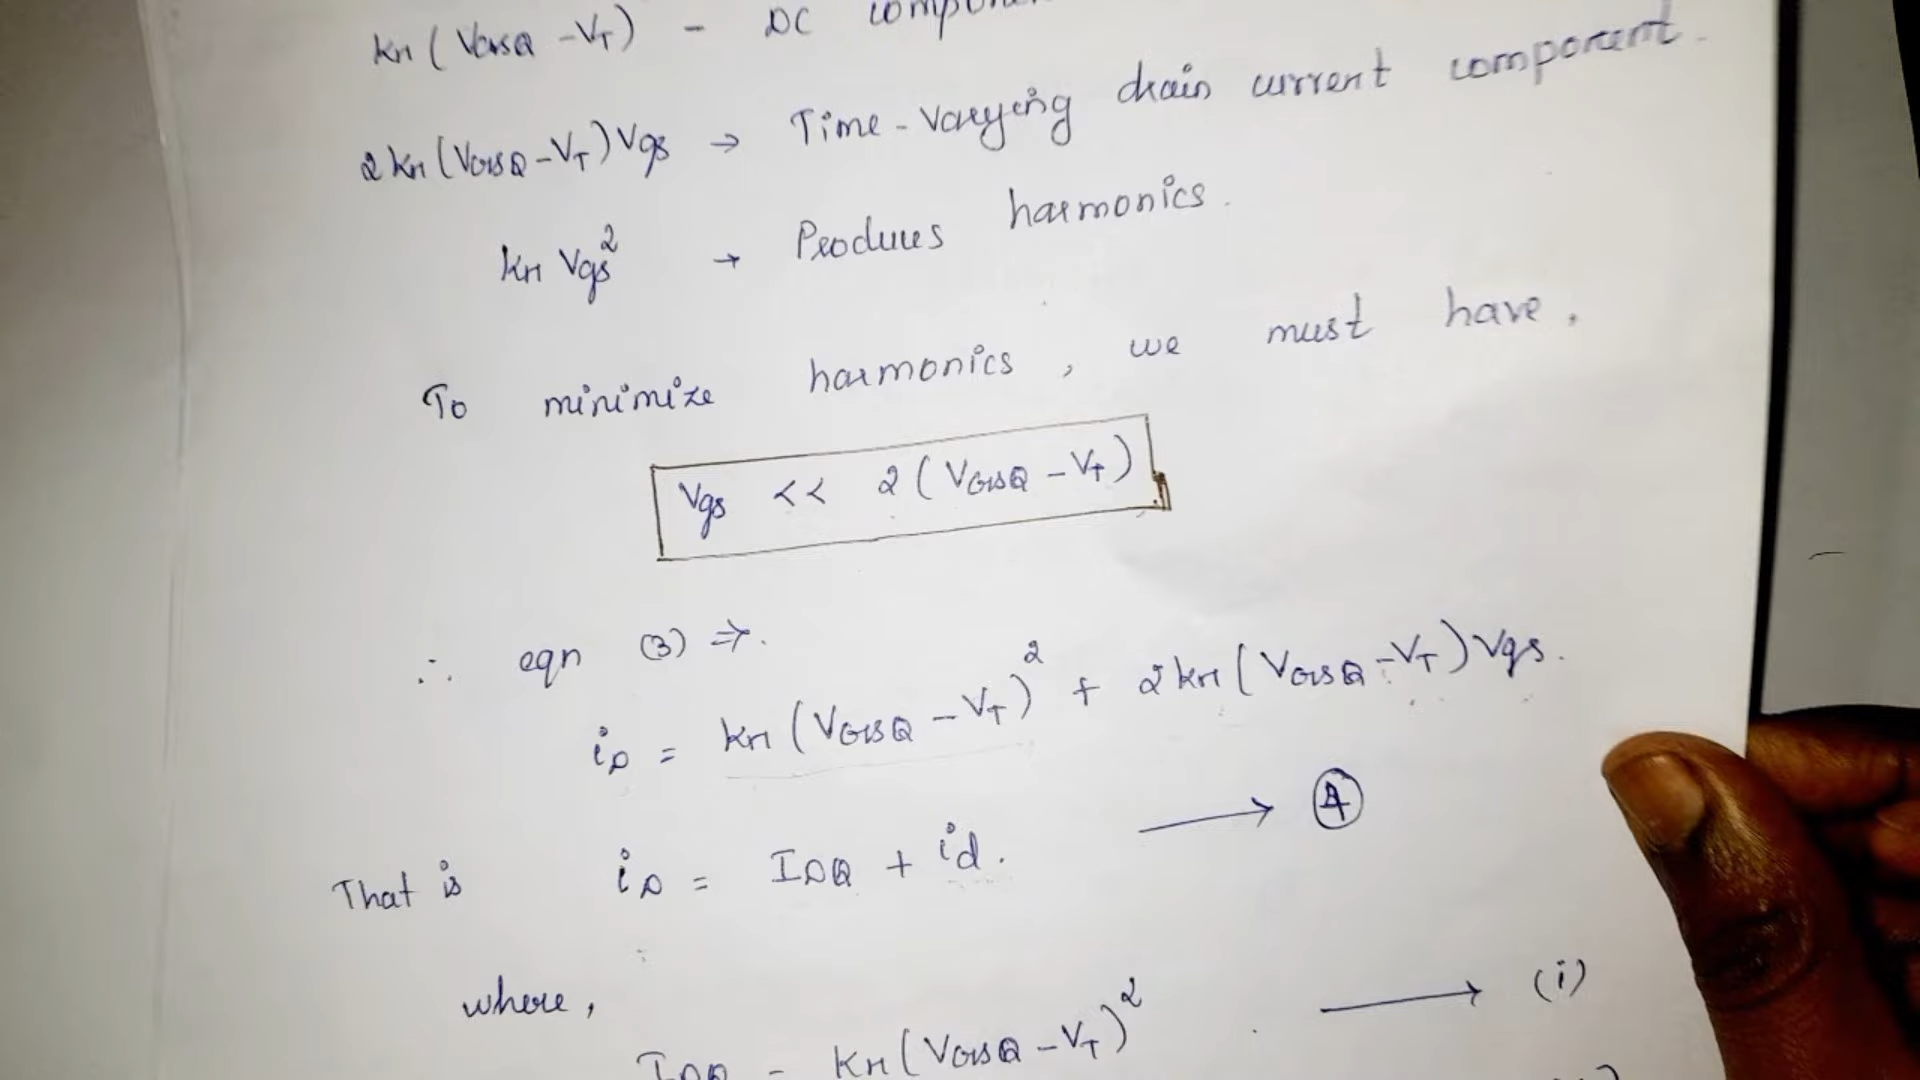 Kn (VGSQ - VT) - DC
2Kn (VGSQ - VT) Vgs → Time-Varying drain current component.
Kn Vgs² → Produces harmonics.
To minimize harmonics, we must have,
Vgs << 2 (VGSQ - VT)
∴ eqn (3) ⇒.
iD = Kn (VGSQ - VT)² + 2Kn (VGSQ - VT) Vgs.
That is iD = IDQ + id. → ④
where,
IDQ = Kn (VGSQ - VT)² → (i)